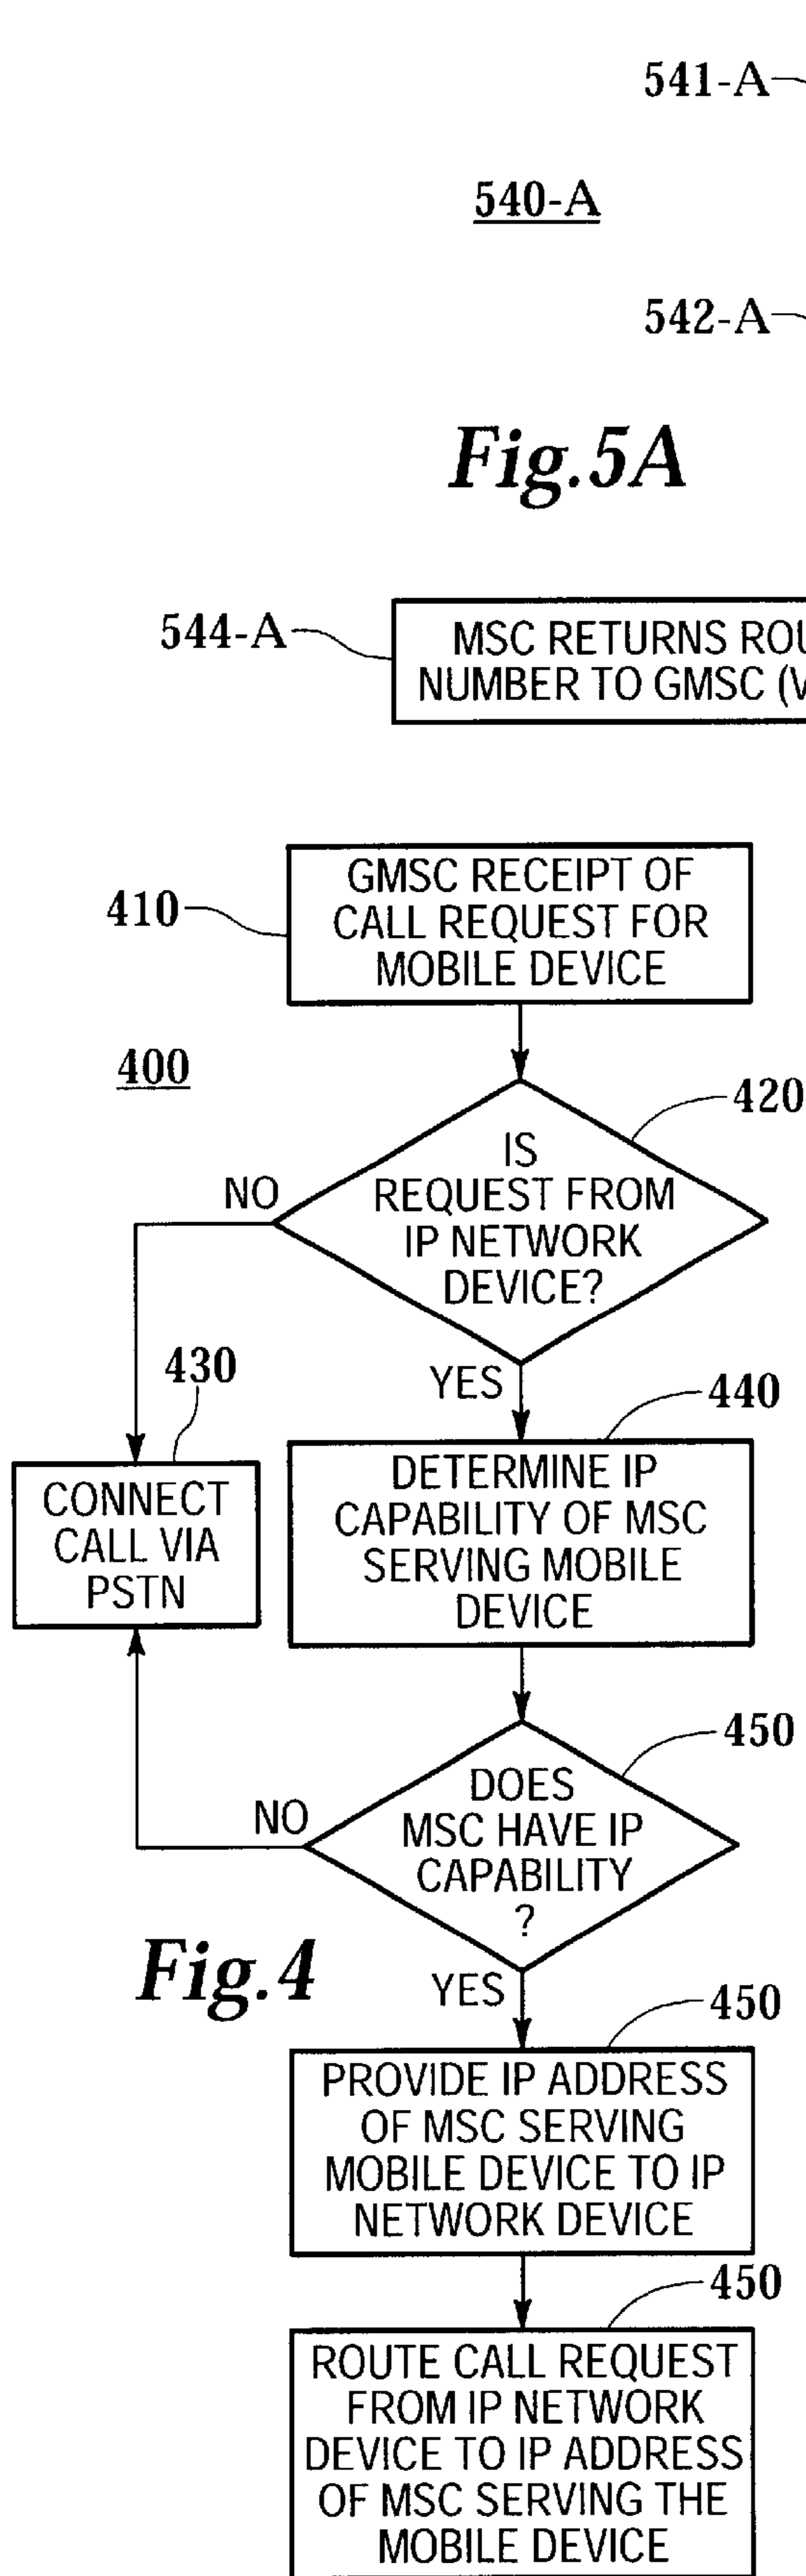 541-A
540-A
542-A
Fig.5A
544-A
MSC RETURNS ROU
NUMBER TO GMSC (V
410
GMSC RECEIPT OF
CALL REQUEST FOR
MOBILE DEVICE
400
420
IS
REQUEST FROM
IP NETWORK
DEVICE?
NO
YES
430
CONNECT
CALL VIA
PSTN
440
DETERMINE IP
CAPABILITY OF MSC
SERVING MOBILE
DEVICE
450
DOES
MSC HAVE IP
CAPABILITY
?
NO
Fig.4
YES
450
PROVIDE IP ADDRESS
OF MSC SERVING
MOBILE DEVICE TO IP
NETWORK DEVICE
450
ROUTE CALL REQUEST
FROM IP NETWORK
DEVICE TO IP ADDRESS
OF MSC SERVING THE
MOBILE DEVICE